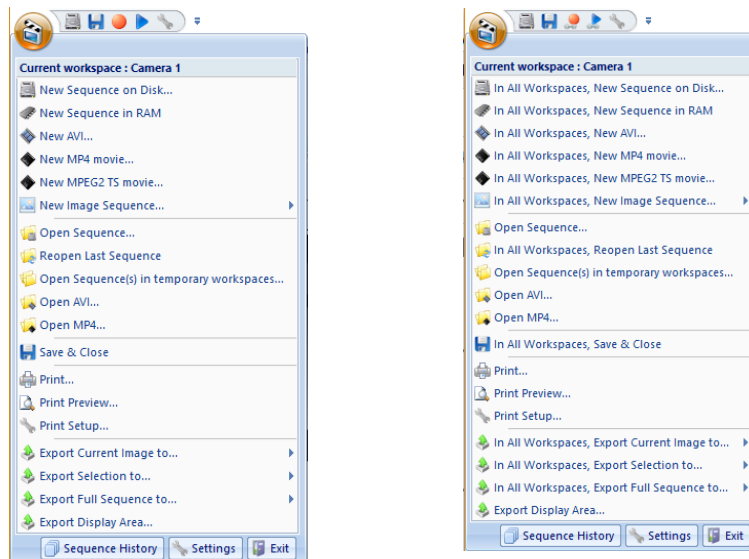 Current workspace : Camera 1
New Sequence on Disk...
New Sequence in RAM
New AVI...
New MP4 movie...
New MPEG2 TS movie...
New Image Sequence...
Open Sequence...
Reopen Last Sequence
Open Sequence(s) in temporary workspaces...
Open AVI...
Open MP4...
Save & Close
Print...
Print Preview...
Print Setup...
Export Current Image to...
Export Selection to...
Export Full Sequence to...
Export Display Area...
Sequence History Settings Exit
Current workspace : Camera 1
In All Workspaces, New Sequence on Disk...
In All Workspaces, New Sequence in RAM
In All Workspaces, New AVI...
In All Workspaces, New MP4 movie...
In All Workspaces, New MPEG2 TS movie...
In All Workspaces, New Image Sequence...
Open Sequence...
In All Workspaces, Reopen Last Sequence
Open Sequence(s) in temporary workspaces...
Open AVI...
Open MP4...
In All Workspaces, Save & Close
Print...
Print Preview...
Print Setup...
In All Workspaces, Export Current Image to...
In All Workspaces, Export Selection to...
In All Workspaces, Export Full Sequence to...
Export Display Area...
Sequence History Settings Exit